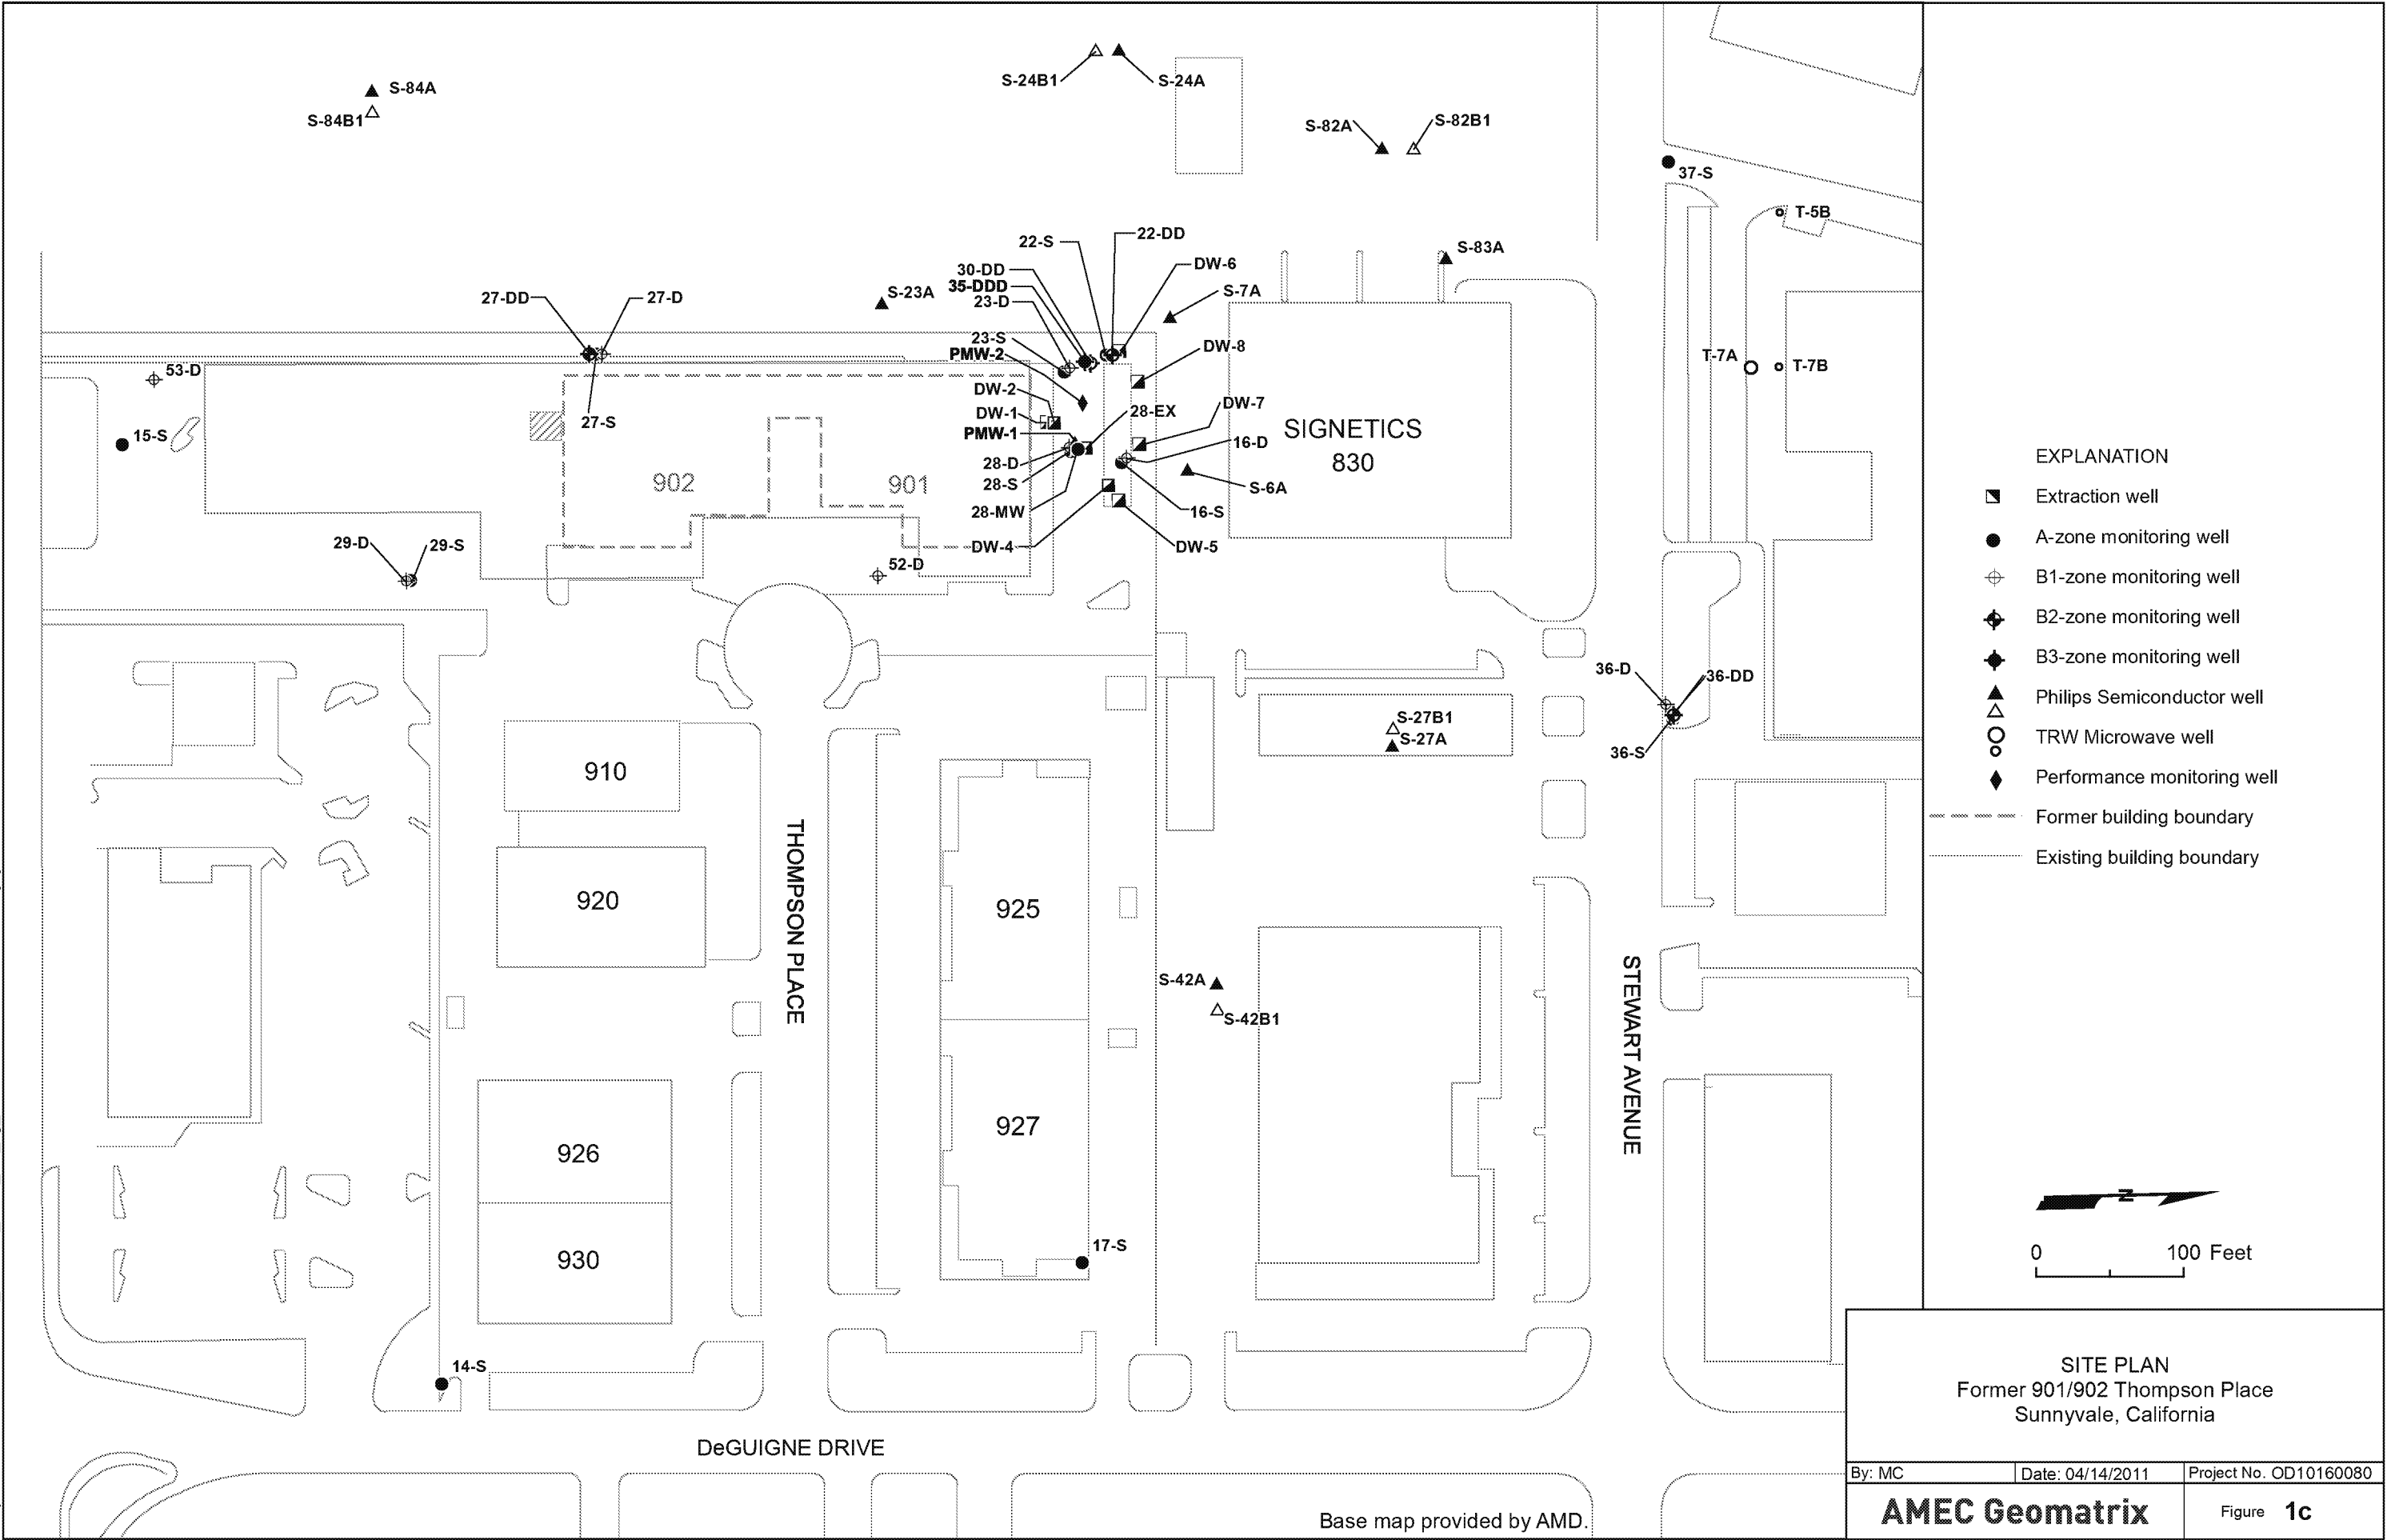 S-84A
S-84B1
S-24B1
S-24A
S-82A
S-82B1
37-S
T-5B
22-S
22-DD
30-DD
DW-6
S-83A
35-DDD
S-23A
S-7A
27-DD
27-D
23-D
23-S
PMW-2
DW-8
T-7A
T-7B
53-D
DW-2
DW-7
DW-1
28-EX
27-S
15-S
PMW-1
16-D
SIGNETICS
830
28-D
28-S
902
901
S-6A
28-MW
16-S
DW-4
DW-5
29-D
29-S
52-D
36-D
36-DD
36-S
S-27B1
S-27A
910
920
925
THOMPSON PLACE
STEWART AVENUE
S-42A
S-42B1
926
927
930
17-S
14-S
DeGUIGNE DRIVE
Base map provided by AMD.
EXPLANATION
Extraction well
A-zone monitoring well
B1-zone monitoring well
B2-zone monitoring well
B3-zone monitoring well
Philips Semiconductor well
TRW Microwave well
Performance monitoring well
Former building boundary
Existing building boundary
N
0 100 Feet
SITE PLAN
Former 901/902 Thompson Place
Sunnyvale, California
By: MC Date: 04/14/2011 Project No. OD10160080
AMEC Geomatrix Figure 1c